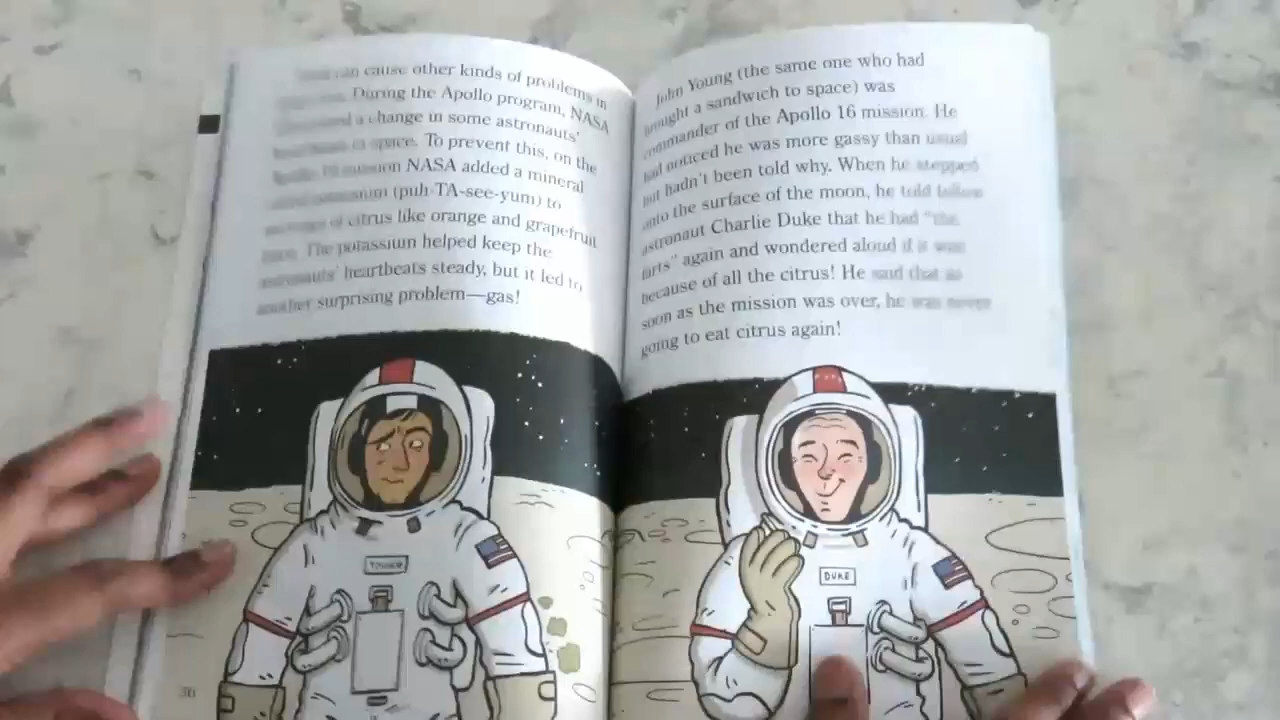 can cause other kinds of problems in
During the Apollo program, NASA
a change in some astronauts'
in space. To prevent this, on the
mission NASA added a mineral
(puh-TA-see-yum) to
of citrus like orange and grapefruit
The potassium helped keep the
astronauts' heartbeats steady, but it led to
another surprising problem—gas!
30
John Young (the same one who had
brought a sandwich to space) was
commander of the Apollo 16 mission. He
had noticed he was more gassy than usual
but hadn't been told why. When he stepped
onto the surface of the moon, he told fellow
astronaut Charlie Duke that he had "the
farts" again and wondered aloud if it was
because of all the citrus! He said that as
soon as the mission was over, he was never
going to eat citrus again!
YOUNG
DUKE